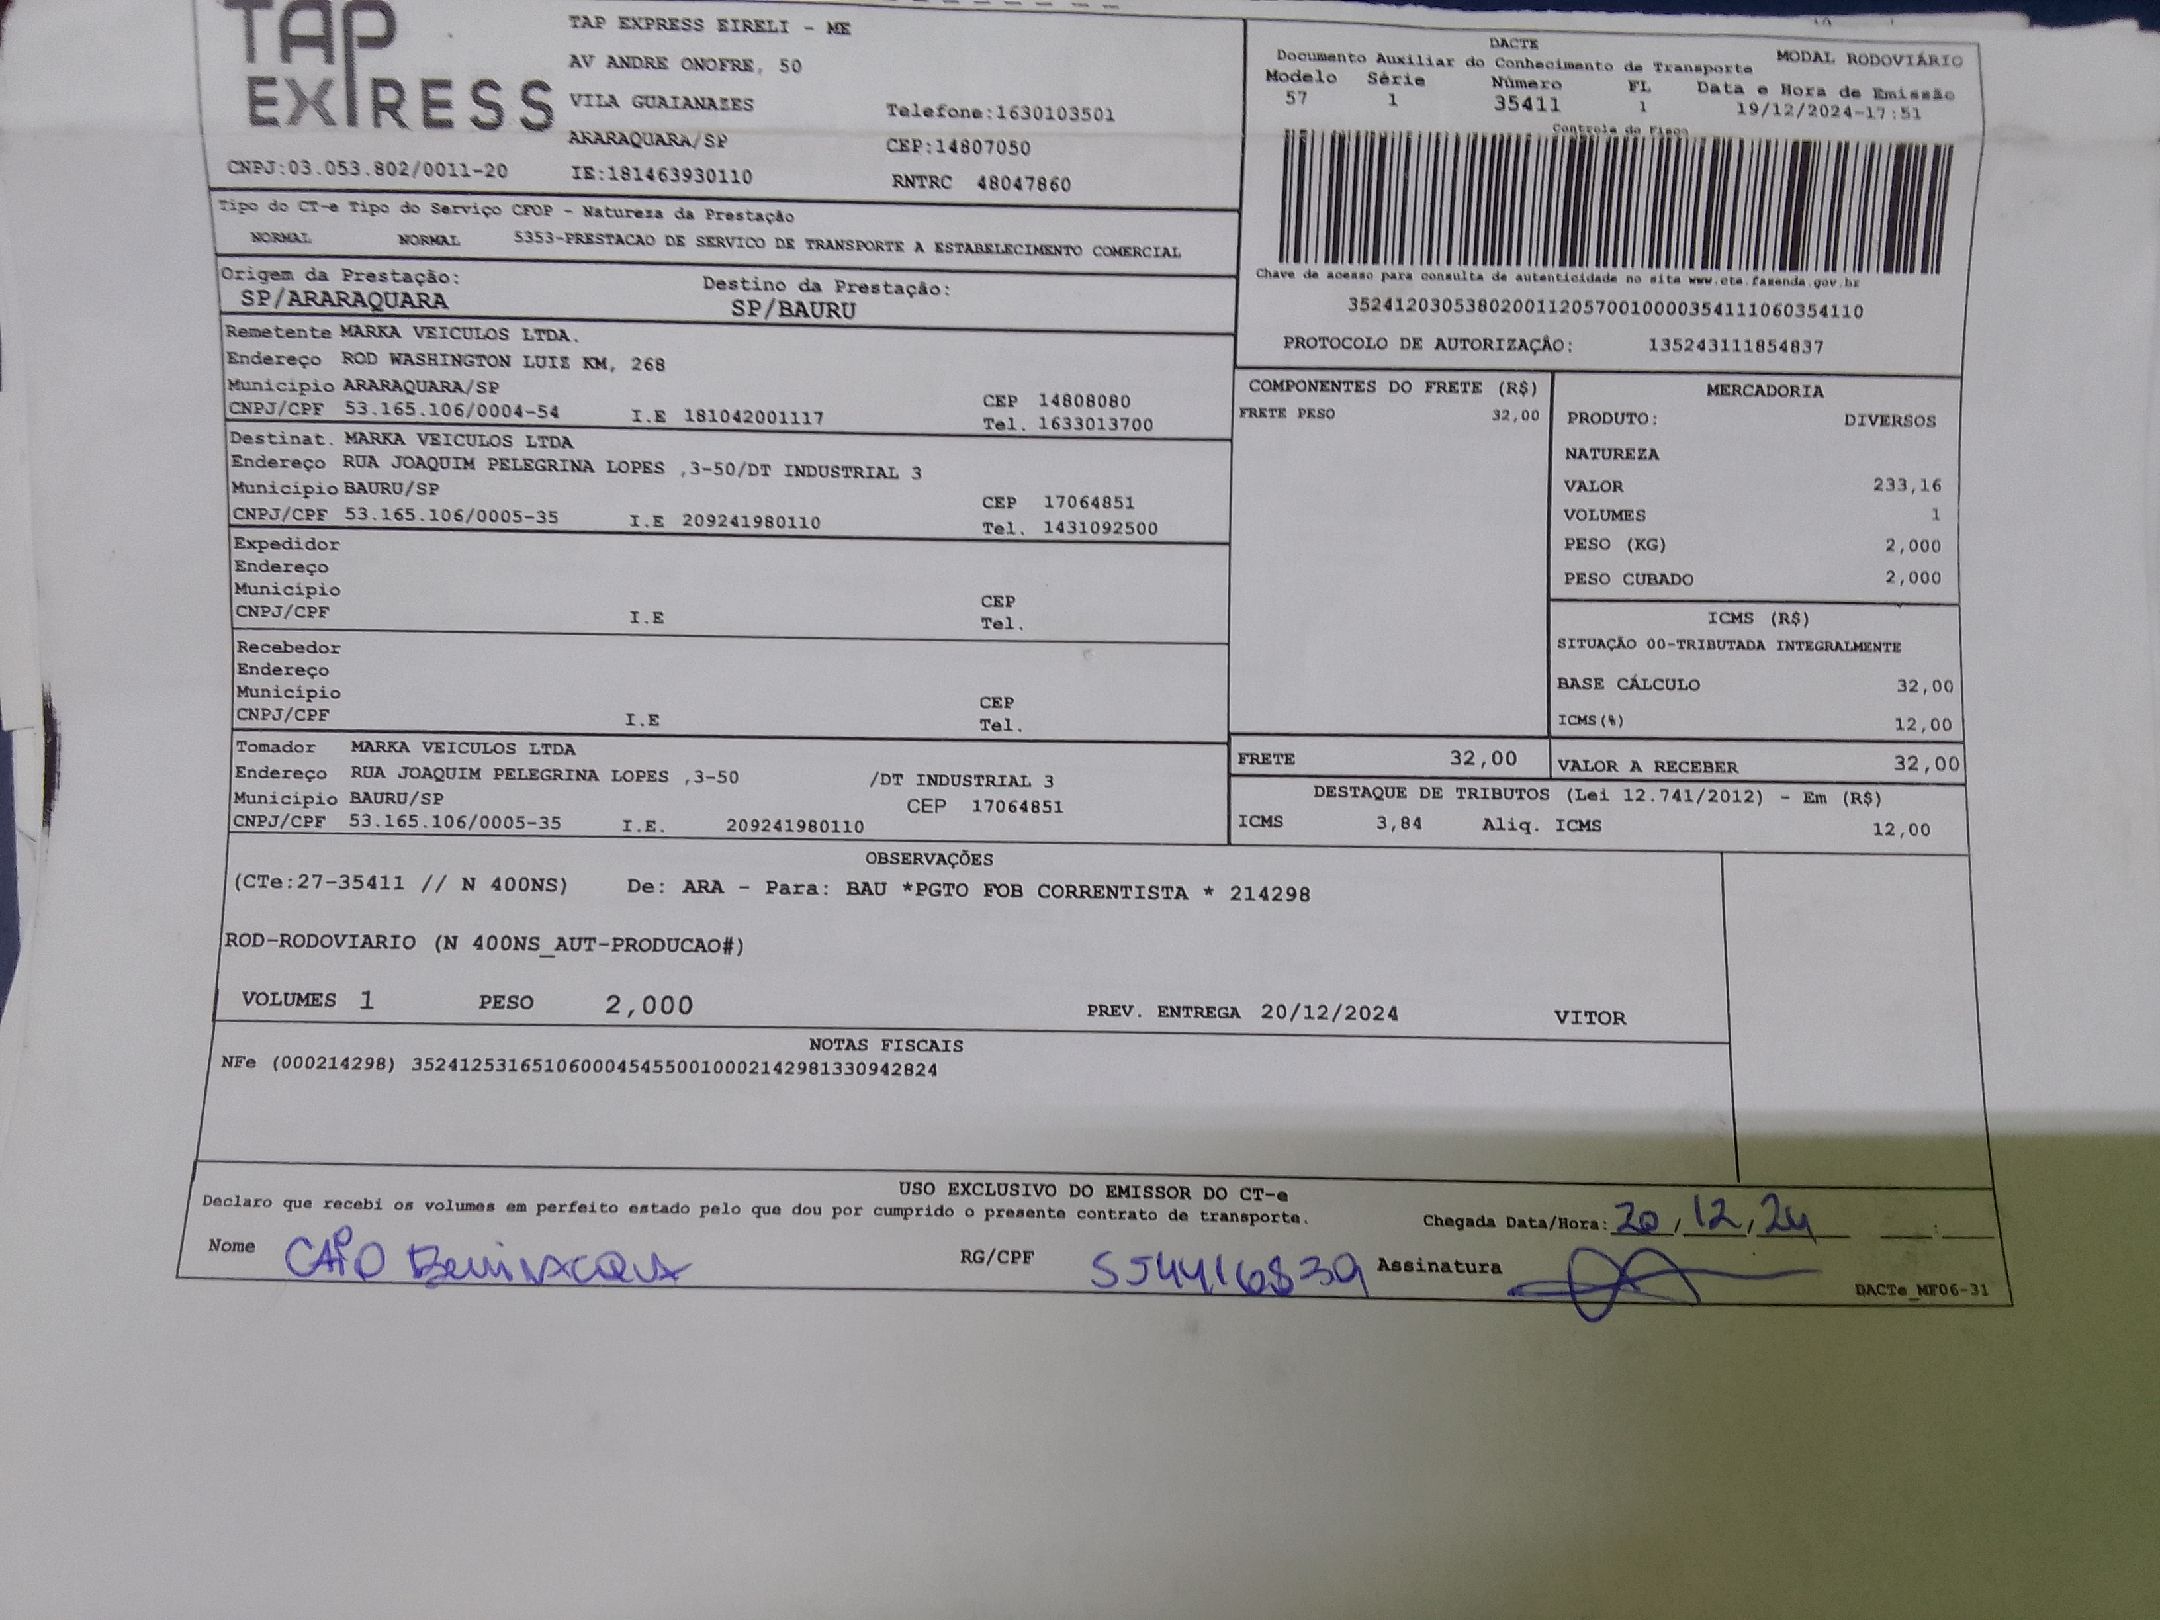 TAP
EXPRESS
TAP EXPRESS EIRELI - ME
AV ANDRE ONOFRE, 50
VILA GUAIANAZES
Telefone:1630103501
ARARAQUARA/SP
CEP:14807050
CNPJ:03.053.802/0011-20
IE:181463930110
RNTRC 48047860
DACTE
MODAL RODOVIÁRIO
Documento Auxiliar do Conhecimento de Transporte
Modelo Série Número FL Data e Hora de Emissão
57 1 35411 1 19/12/2024-17:51
Controle do Fisco
Chave de acesso para consulta de autenticidade no site www.cte.fazenda.gov.br
35241203053802001120570010000354111060354110
PROTOCOLO DE AUTORIZAÇÃO: 135243111854837
Tipo do CT-e Tipo do Serviço CFOP - Natureza da Prestação
NORMAL NORMAL 5353-PRESTACAO DE SERVICO DE TRANSPORTE A ESTABELECIMENTO COMERCIAL
Origem da Prestação: Destino da Prestação:
SP/ARARAQUARA SP/BAURU
Remetente MARKA VEICULOS LTDA.
Endereço ROD WASHINGTON LUIZ KM, 268
Município ARARAQUARA/SP CEP 14808080
CNPJ/CPF 53.165.106/0004-54 I.E 181042001117 Tel. 1633013700
Destinat. MARKA VEICULOS LTDA
Endereço RUA JOAQUIM PELEGRINA LOPES ,3-50/DT INDUSTRIAL 3
Município BAURU/SP CEP 17064851
CNPJ/CPF 53.165.106/0005-35 I.E 209241980110 Tel. 1431092500
Expedidor
Endereço
Município CEP
CNPJ/CPF I.E Tel.
Recebedor
Endereço
Município CEP
CNPJ/CPF I.E Tel.
Tomador MARKA VEICULOS LTDA
Endereço RUA JOAQUIM PELEGRINA LOPES ,3-50 /DT INDUSTRIAL 3
Município BAURU/SP CEP 17064851
CNPJ/CPF 53.165.106/0005-35 I.E. 209241980110
COMPONENTES DO FRETE (R$)
FRETE PESO 32,00
MERCADORIA
PRODUTO: DIVERSOS
NATUREZA
VALOR 233,16
VOLUMES 1
PESO (KG) 2,000
PESO CUBADO 2,000
ICMS (R$)
SITUAÇÃO 00-TRIBUTADA INTEGRALMENTE
BASE CÁLCULO 32,00
ICMS(%) 12,00
FRETE 32,00 VALOR A RECEBER 32,00
DESTAQUE DE TRIBUTOS (Lei 12.741/2012) - Em (R$)
ICMS 3,84 Aliq. ICMS 12,00
OBSERVAÇÕES
(CTe:27-35411 // N 400NS) De: ARA - Para: BAU *PGTO FOB CORRENTISTA * 214298
ROD-RODOVIARIO (N 400NS_AUT-PRODUCAO#)
VOLUMES 1 PESO 2,000 PREV. ENTREGA 20/12/2024 VITOR
NOTAS FISCAIS
NFe (000214298) 35241253165106000454550010002142981330942824
USO EXCLUSIVO DO EMISSOR DO CT-e
Declaro que recebi os volumes em perfeito estado pelo que dou por cumprido o presente contrato de transporte.
Chegada Data/Hora: 20/12/24 __:__
Nome CAIO RG/CPF 554416839 Assinatura
DACTe_MF06-31